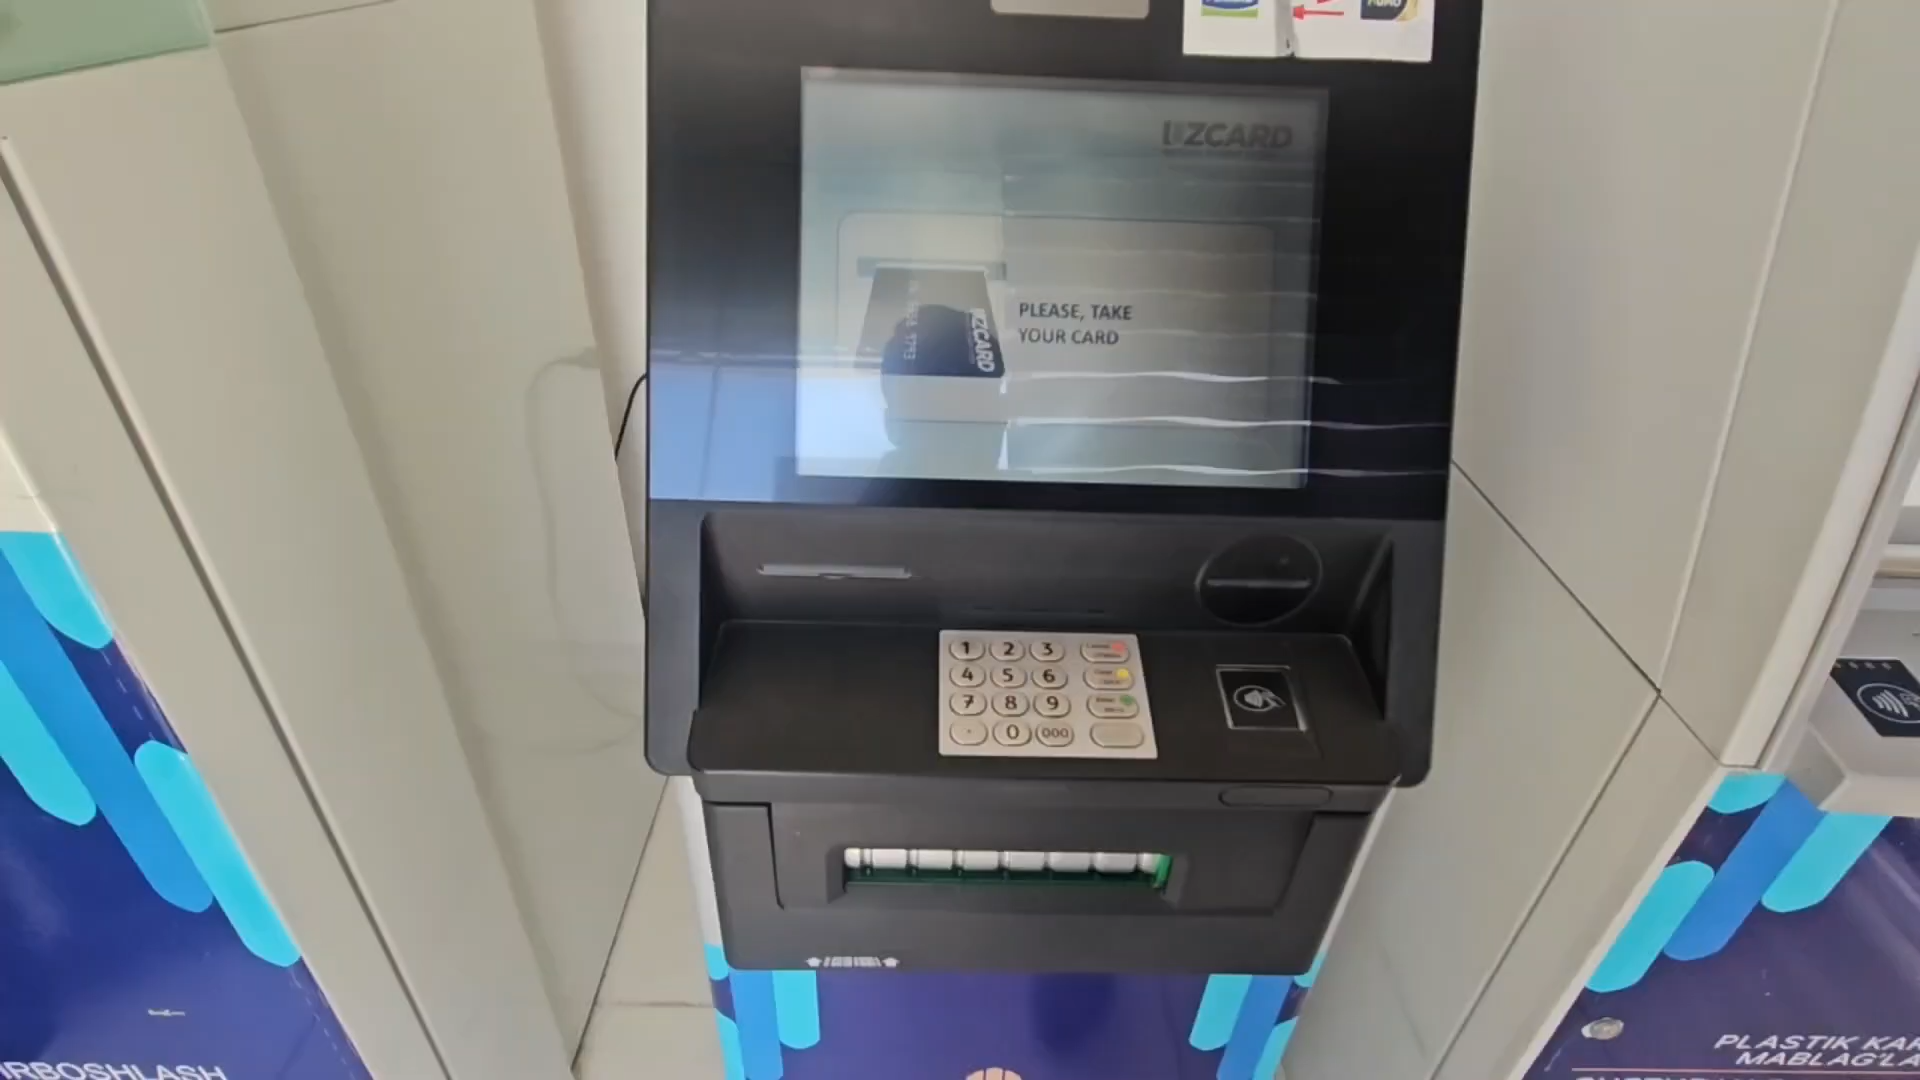 UZCARD
PLEASE, TAKE
YOUR CARD
UZCARD
1 2 3
4 5 6
7 8 9
0 000
RBOSHLASH
PLASTIK KAR
MABLAG'LA